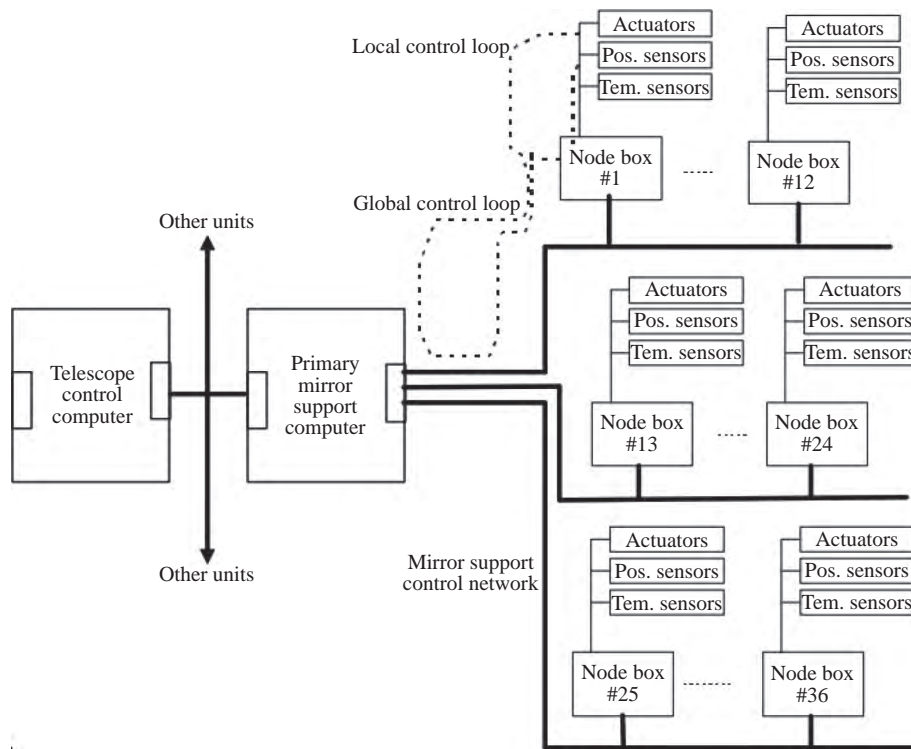 Actuators
Pos. sensors
Tem. sensors
Actuators
Pos. sensors
Tem. sensors
Local control loop
Node box
#1
Node box
#12
Global control loop
Other units
Telescope
control
computer
Primary
mirror
support
computer
Actuators
Pos. sensors
Tem. sensors
Actuators
Pos. sensors
Tem. sensors
Node box
#13
Node box
#24
Other units
Mirror support
control network
Actuators
Pos. sensors
Tem. sensors
Actuators
Pos. sensors
Tem. sensors
Node box
#25
Node box
#36